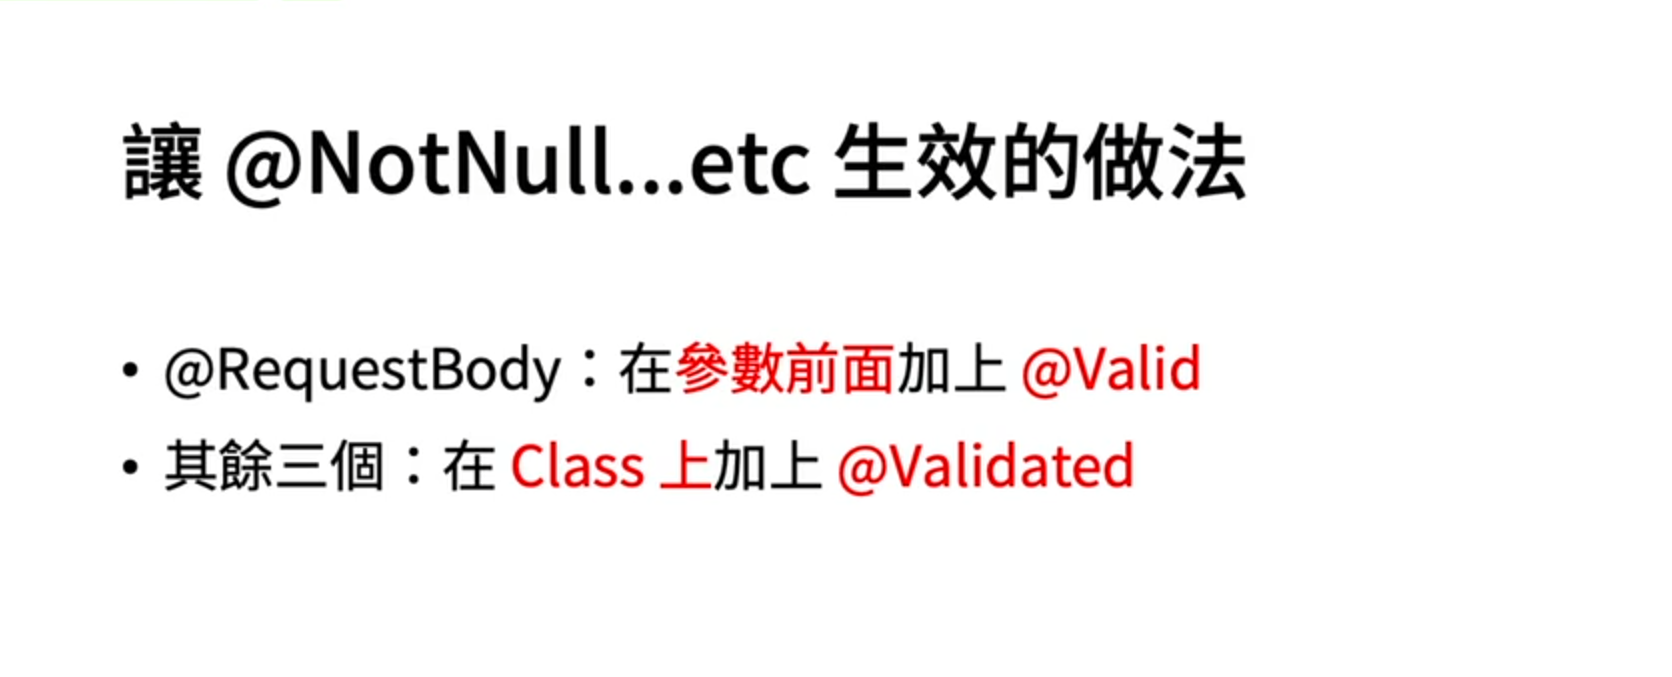 讓 @NotNull...etc 生效的做法
• @RequestBody：在參數前面加上 @Valid
• 其餘三個：在 Class 上加上 @Validated